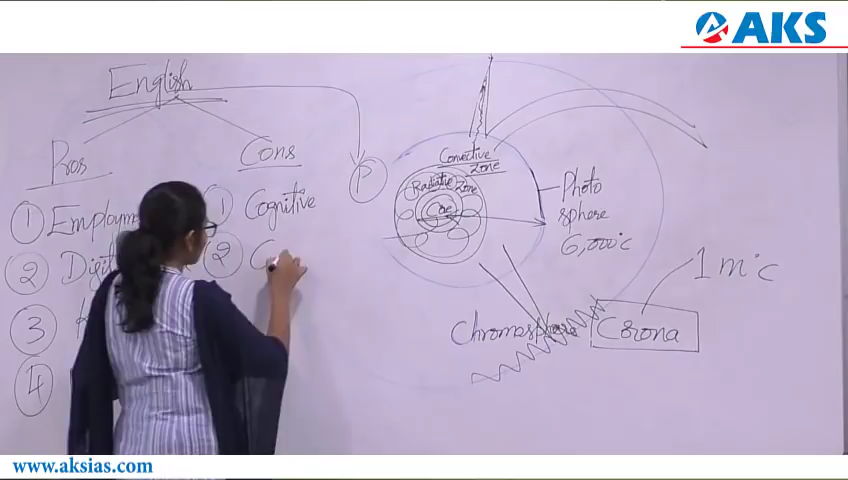 AKS
English
Pros
Cons
1 Employm
1 Cognitive
2 Digit
2 C
3
4
P
Convective
Zone
Radiative Zone
Core
Photo
sphere
6,000°c
1 m°c
Chromosphere
Corona
www.aksias.com